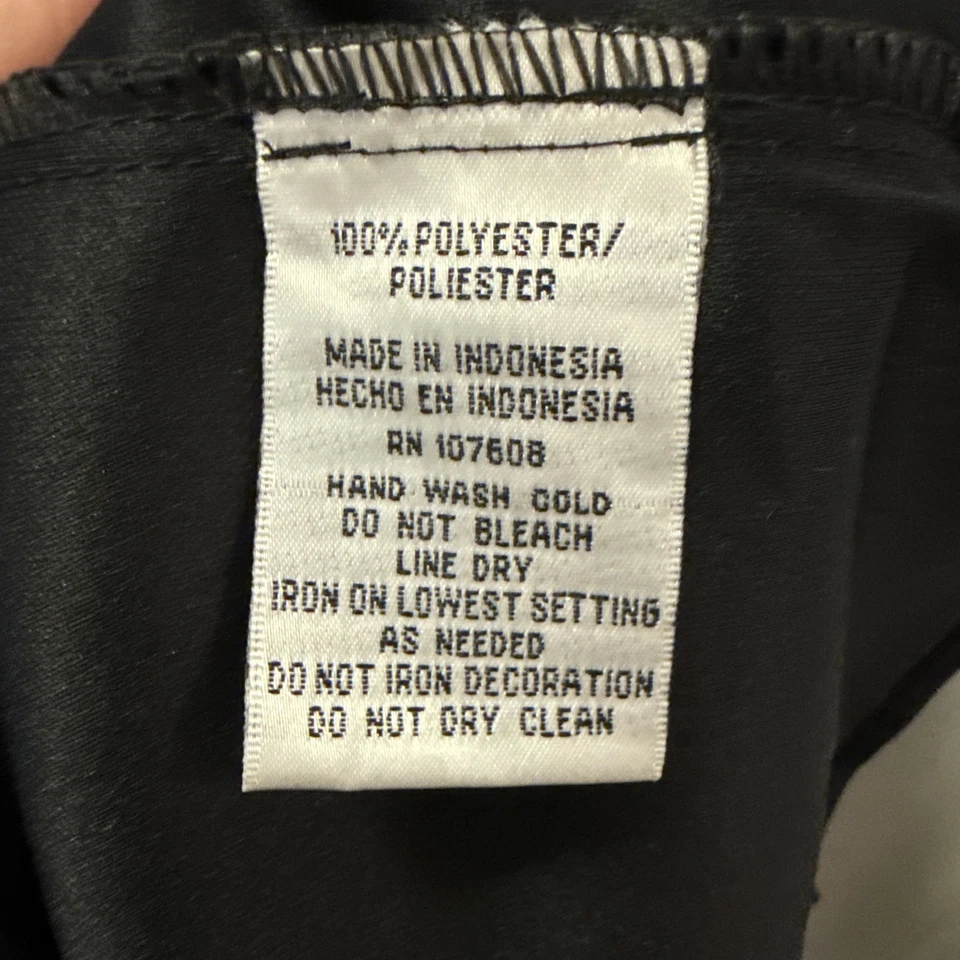 100% POLYESTER/
POLIESTER
MADE IN INDONESIA
HECHO EN INDONESIA
RN 107608
HAND WASH COLD
DO NOT BLEACH
LINE DRY
IRON ON LOWEST SETTING
AS NEEDED
DO NOT IRON DECORATION
DO NOT DRY CLEAN